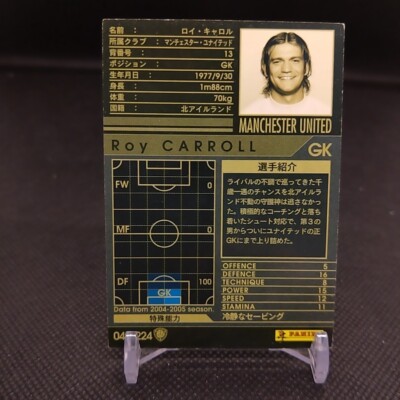 名前 : ロイ・キャロル
所属クラブ : マンチェスター・ユナイテッド
背番号 : 13
ポジション : GK
生年月日 : 1977/9/30
身長 : 1m88cm
体重 : 70kg
国籍 : 北アイルランド
MANCHESTER UNITED
Roy CARROLL
GK
選手紹介
ライバルの不調で巡ってきた千
載一遇のチャンスを北アイルラ
ンド不動の守護神は逃さなかっ
た。積極的なコーチングと落ち
着いたシュート対応で、第3の
男からついにユナイテッドの正
GKにまで上り詰めた。
FW 0
MF 0
DF 100
GK
Data from 2004-2005 season.
OFFENCE 5
DEFENCE 16
TECHNIQUE 8
POWER 15
SPEED 12
STAMINA 11
特殊能力
冷静なセービング
224
PANINI